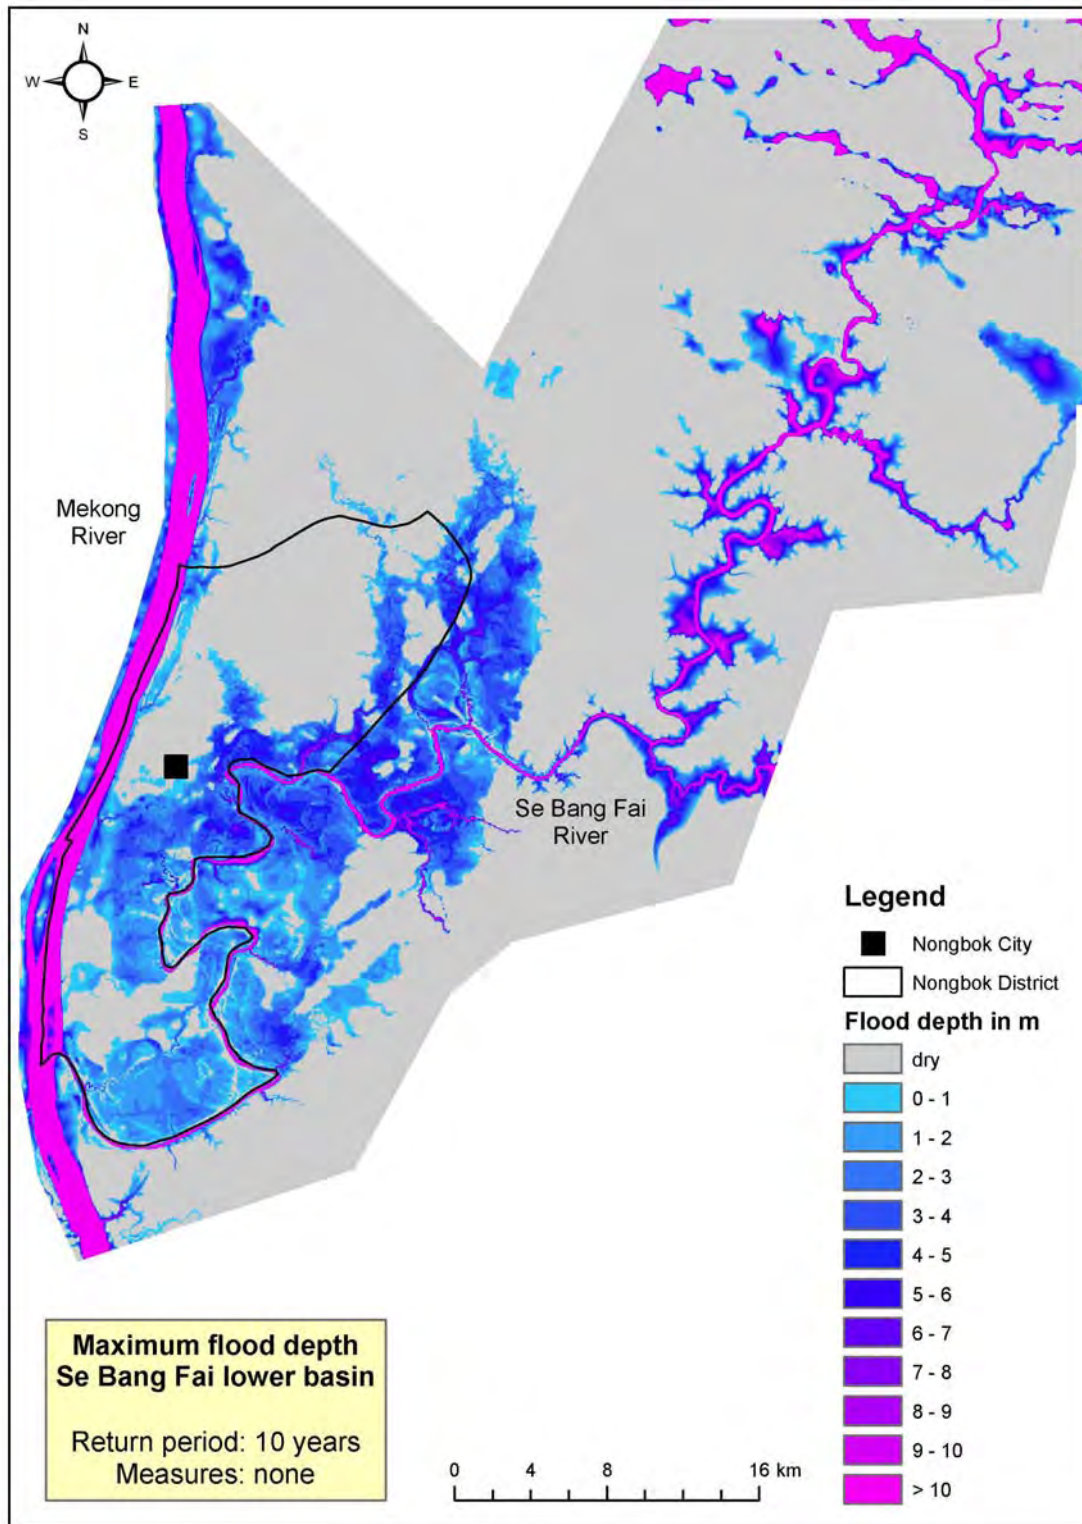 N
W E
S
Mekong
River
Se Bang Fai
River
Legend
Nongbok City
Nongbok District
Flood depth in m
dry
0 - 1
1 - 2
2 - 3
3 - 4
4 - 5
5 - 6
6 - 7
7 - 8
8 - 9
9 - 10
> 10
Maximum flood depth
Se Bang Fai lower basin
Return period: 10 years
Measures: none
0 4 8 16 km